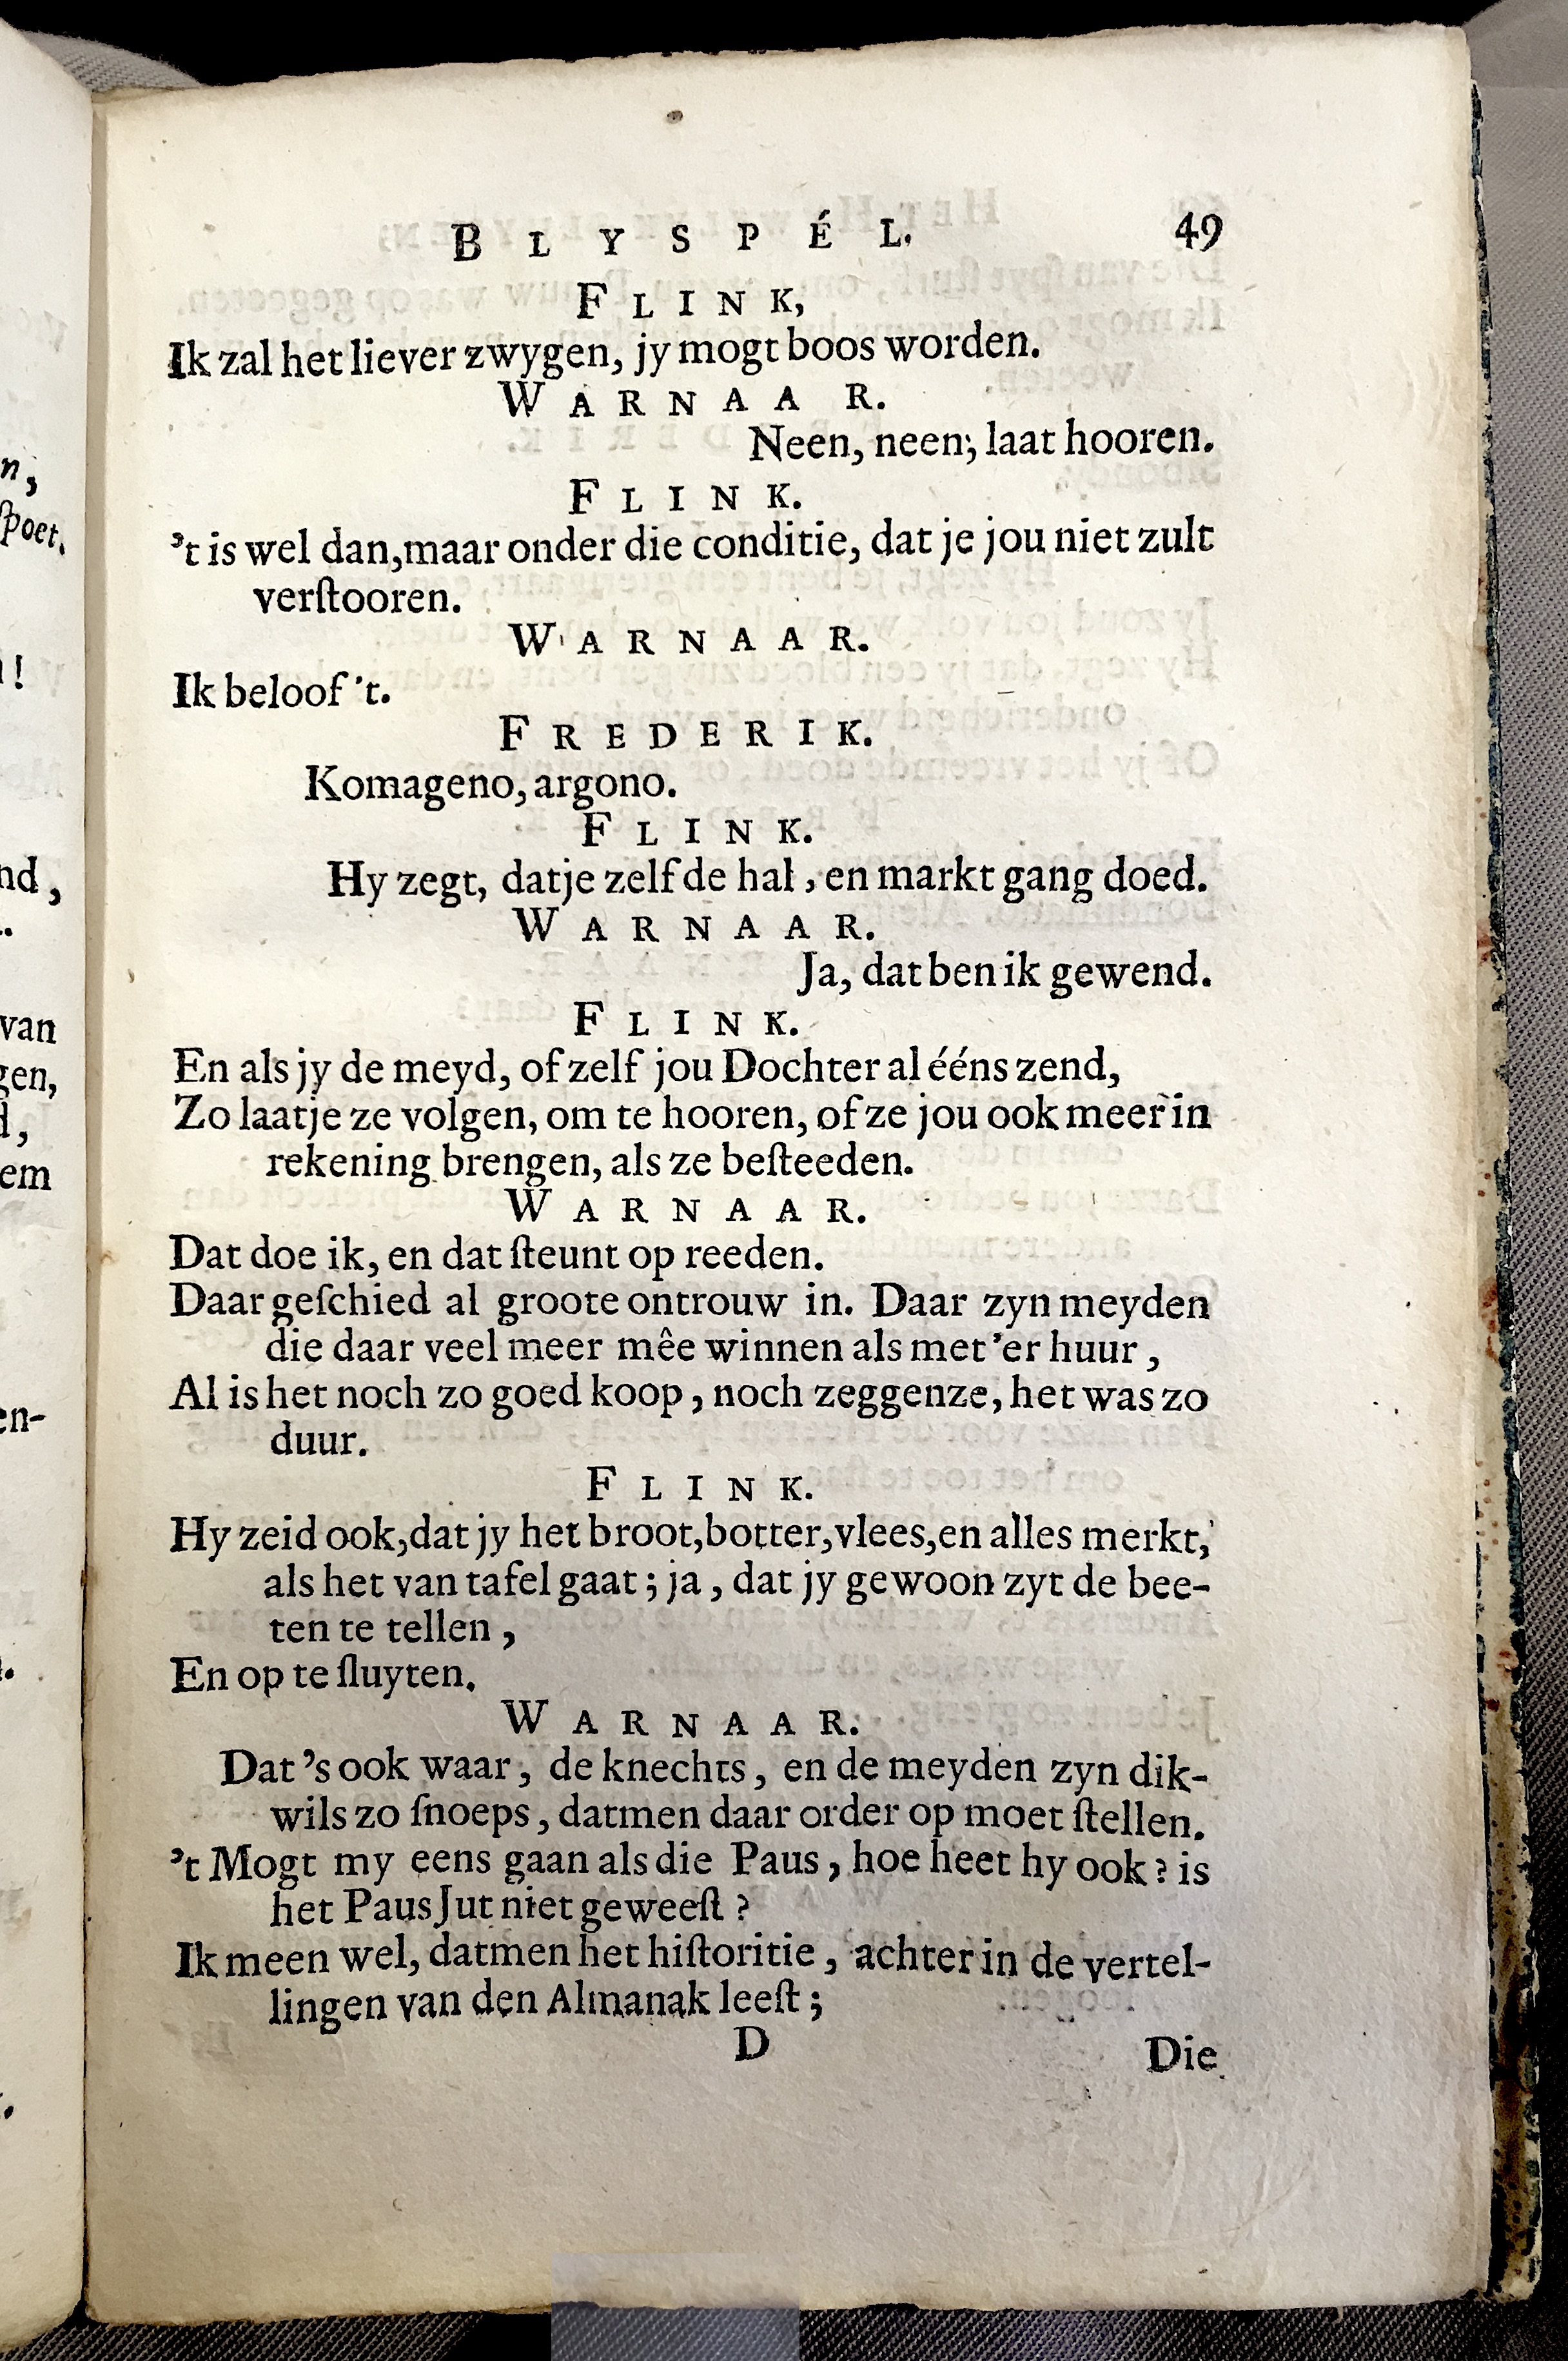 BLYSPÉL. 49
FLINK,
Ik zal het liever zwygen, jy mogt boos worden.
WARNAAR.
Neen, neen; laat hooren.
FLINK.
't is wel dan,maar onder die conditie, dat je jou niet zult
verſtooren.
WARNAAR.
Ik beloof 't.
FREDERIK.
Komageno, argono.
FLINK.
Hy zegt, datje zelf de hal, en markt gang doed.
WARNAAR.
Ja, dat ben ik gewend.
FLINK.
En als jy de meyd, of zelf jou Dochter al ééns zend,
Zo laatje ze volgen, om te hooren, of ze jou ook meer in
rekening brengen, als ze beſteeden.
WARNAAR.
Dat doe ik, en dat ſteunt op reeden.
Daar geſchied al groote ontrouw in. Daar zyn meyden
die daar veel meer mêe winnen als met 'er huur,
Al is het noch zo goed koop, noch zeggenze, het was zo
duur.
FLINK.
Hy zeid ook,dat jy het broot,botter,vlees,en alles merkt,
als het van tafel gaat; ja, dat jy gewoon zyt de bee-
ten te tellen,
En op te ſluyten.
WARNAAR.
Dat 's ook waar, de knechts, en de meyden zyn dik-
wils zo ſnoeps, datmen daar order op moet ſtellen.
't Mogt my eens gaan als die Paus, hoe heet hy ook? is
het Paus Jut niet geweeſt?
Ik meen wel, datmen het hiſtoritie, achter in de vertel-
lingen van den Almanak leeſt;
D Die